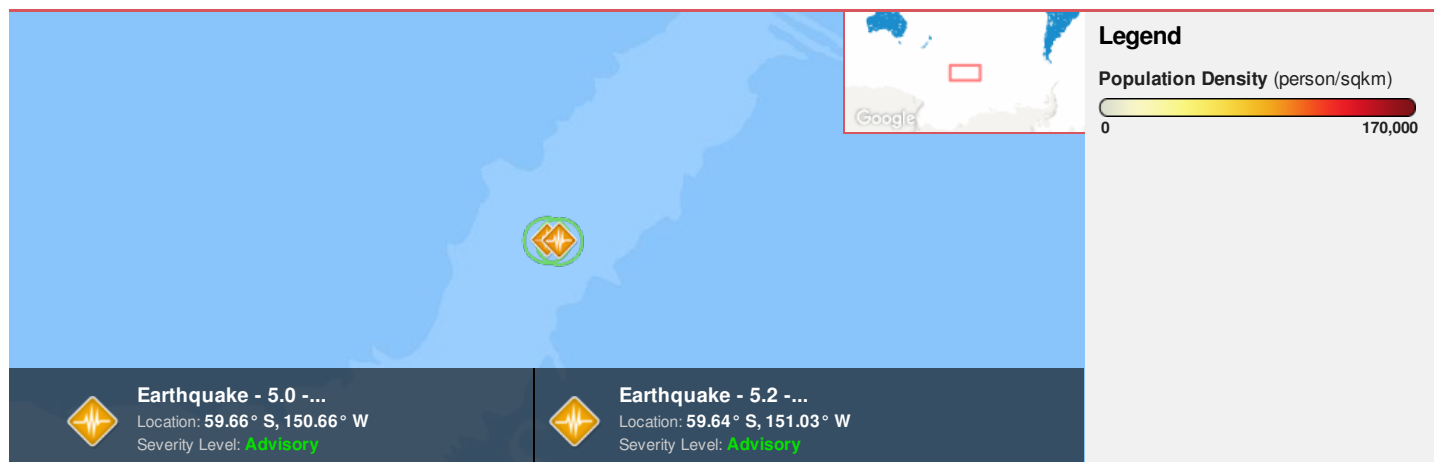 Google
Legend
Population Density (person/sqkm)
0 170,000
Earthquake - 5.0 -...
Location: 59.66° S, 150.66° W
Severity Level: Advisory
Earthquake - 5.2 -...
Location: 59.64° S, 151.03° W
Severity Level: Advisory